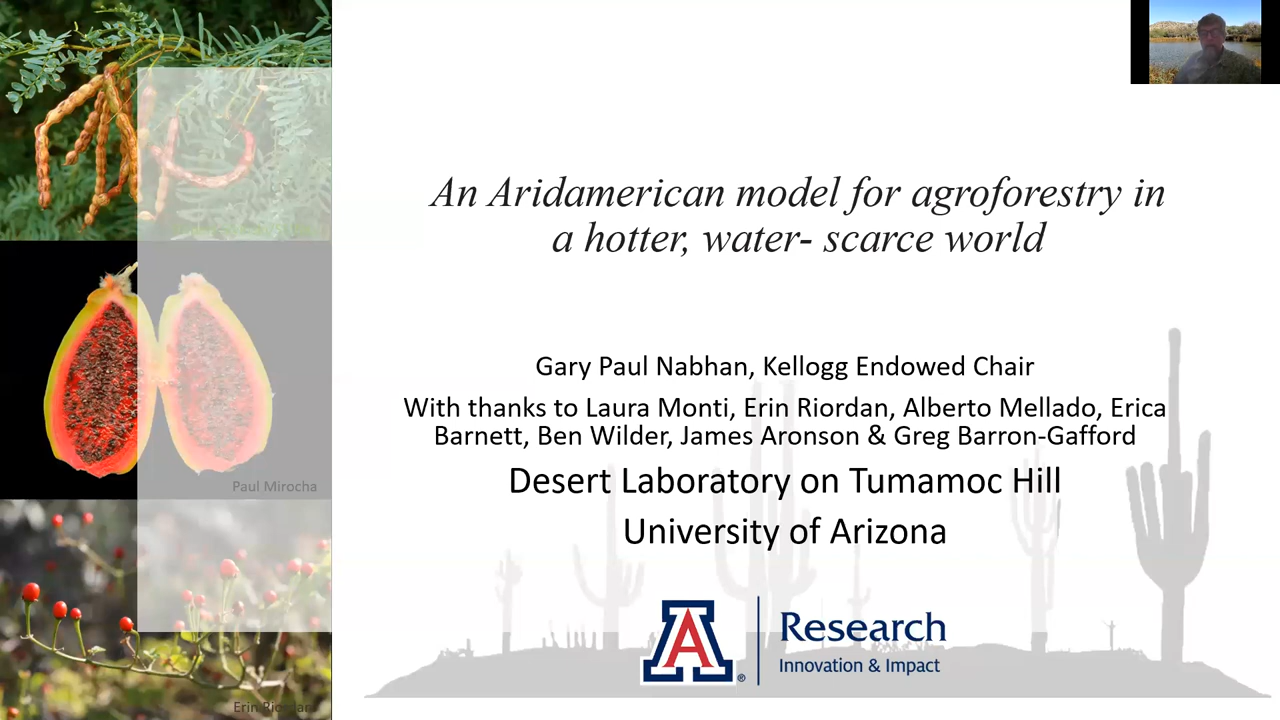 An Aridamerican model for agroforestry in
a hotter, water- scarce world
Gary Paul Nabhan, Kellogg Endowed Chair
With thanks to Laura Monti, Erin Riordan, Alberto Mellado, Erica
Barnett, Ben Wilder, James Aronson & Greg Barron-Gafford
Desert Laboratory on Tumamoc Hill
University of Arizona
Paul Mirocha
Erin Riordan
A®
Research
Innovation & Impact